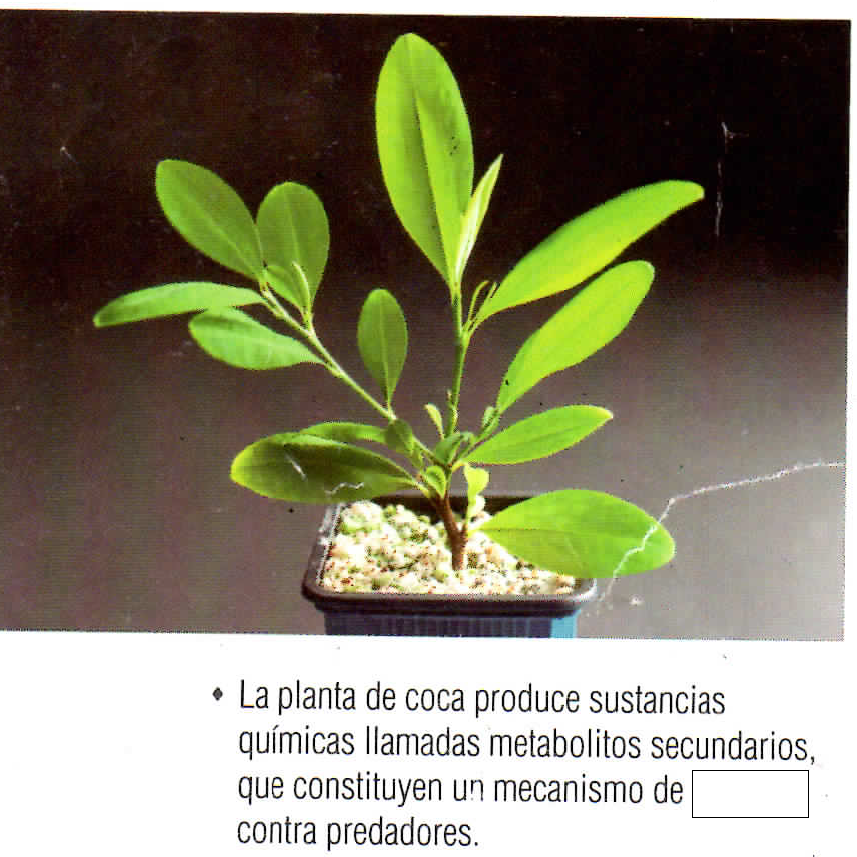 • La planta de coca produce sustancias
químicas llamadas metabolitos secundarios,
que constituyen un mecanismo de
contra predadores.